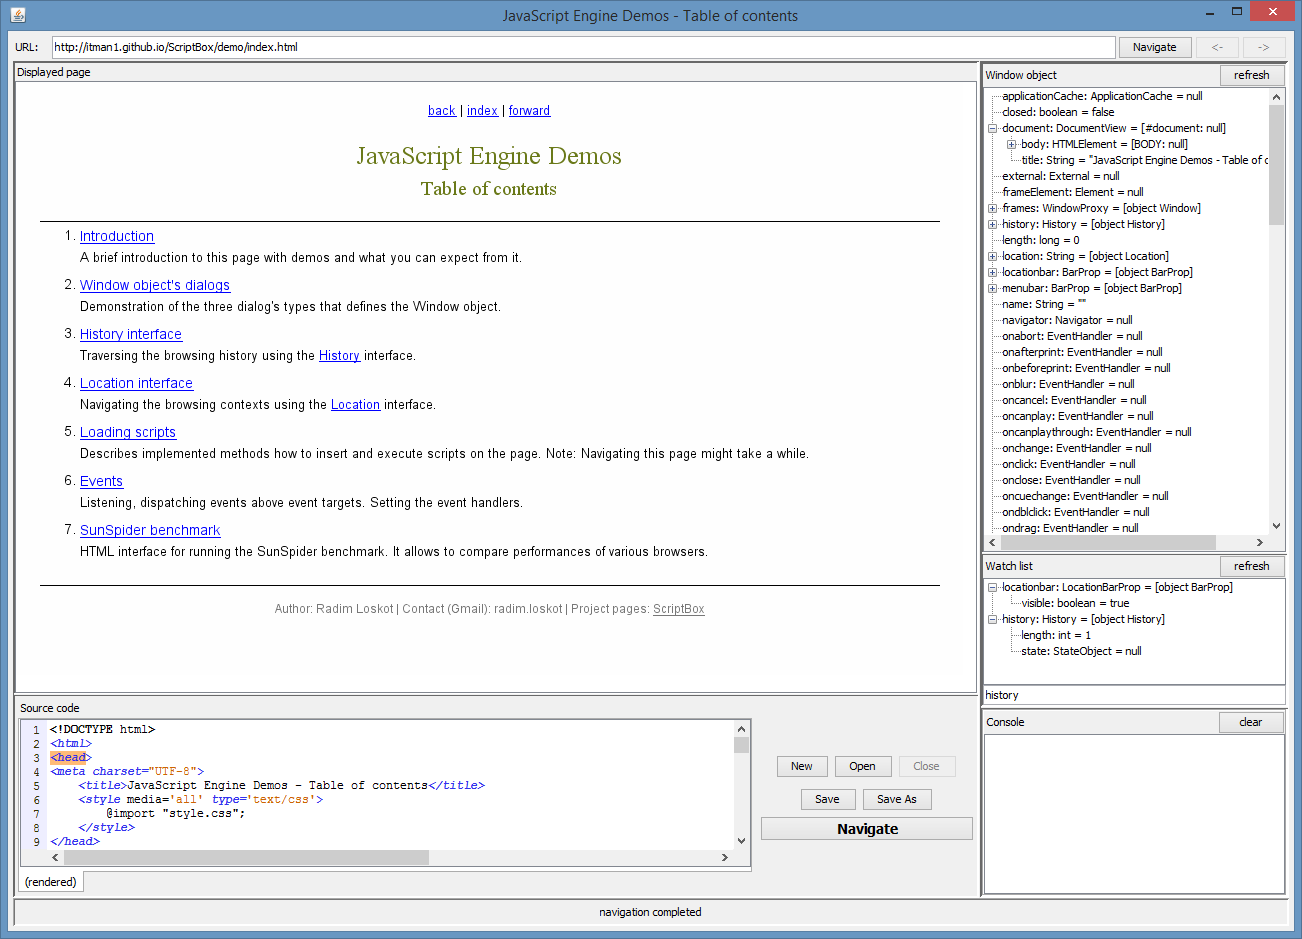 JavaScript Engine Demos - Table of contents
URL: http://itman1.github.io/ScriptBox/demo/index.html Navigate <- ->
Displayed page
back | index | forward
JavaScript Engine Demos
Table of contents
1. Introduction
A brief introduction to this page with demos and what you can expect from it.
2. Window object's dialogs
Demonstration of the three dialog's types that defines the Window object.
3. History interface
Traversing the browsing history using the History interface.
4. Location interface
Navigating the browsing contexts using the Location interface.
5. Loading scripts
Describes implemented methods how to insert and execute scripts on the page. Note: Navigating this page might take a while.
6. Events
Listening, dispatching events above event targets. Setting the event handlers.
7. SunSpider benchmark
HTML interface for running the SunSpider benchmark. It allows to compare performances of various browsers.
Author: Radim Loskot | Contact (Gmail): radim.loskot | Project pages: ScriptBox
Source code
1 <!DOCTYPE html>
2 <html>
3 <head>
4 <meta charset="UTF-8">
5 <title>JavaScript Engine Demos - Table of contents</title>
6 <style media='all' type='text/css'>
7 @import "style.css";
8 </style>
9 </head>
(rendered)
New Open Close
Save Save As
Navigate
Window object refresh
applicationCache: ApplicationCache = null
closed: boolean = false
document: DocumentView = [#document: null]
body: HTMLElement = [BODY: null]
title: String = "JavaScript Engine Demos - Table of c
external: External = null
frameElement: Element = null
frames: WindowProxy = [object Window]
history: History = [object History]
length: long = 0
location: String = [object Location]
locationbar: BarProp = [object BarProp]
menubar: BarProp = [object BarProp]
name: String = ""
navigator: Navigator = null
onabort: EventHandler = null
onafterprint: EventHandler = null
onbeforeprint: EventHandler = null
onblur: EventHandler = null
oncancel: EventHandler = null
oncanplay: EventHandler = null
oncanplaythrough: EventHandler = null
onchange: EventHandler = null
onclick: EventHandler = null
onclose: EventHandler = null
oncuechange: EventHandler = null
ondblclick: EventHandler = null
ondrag: EventHandler = null
Watch list refresh
locationbar: LocationBarProp = [object BarProp]
visible: boolean = true
history: History = [object History]
length: int = 1
state: StateObject = null
history
Console clear
navigation completed